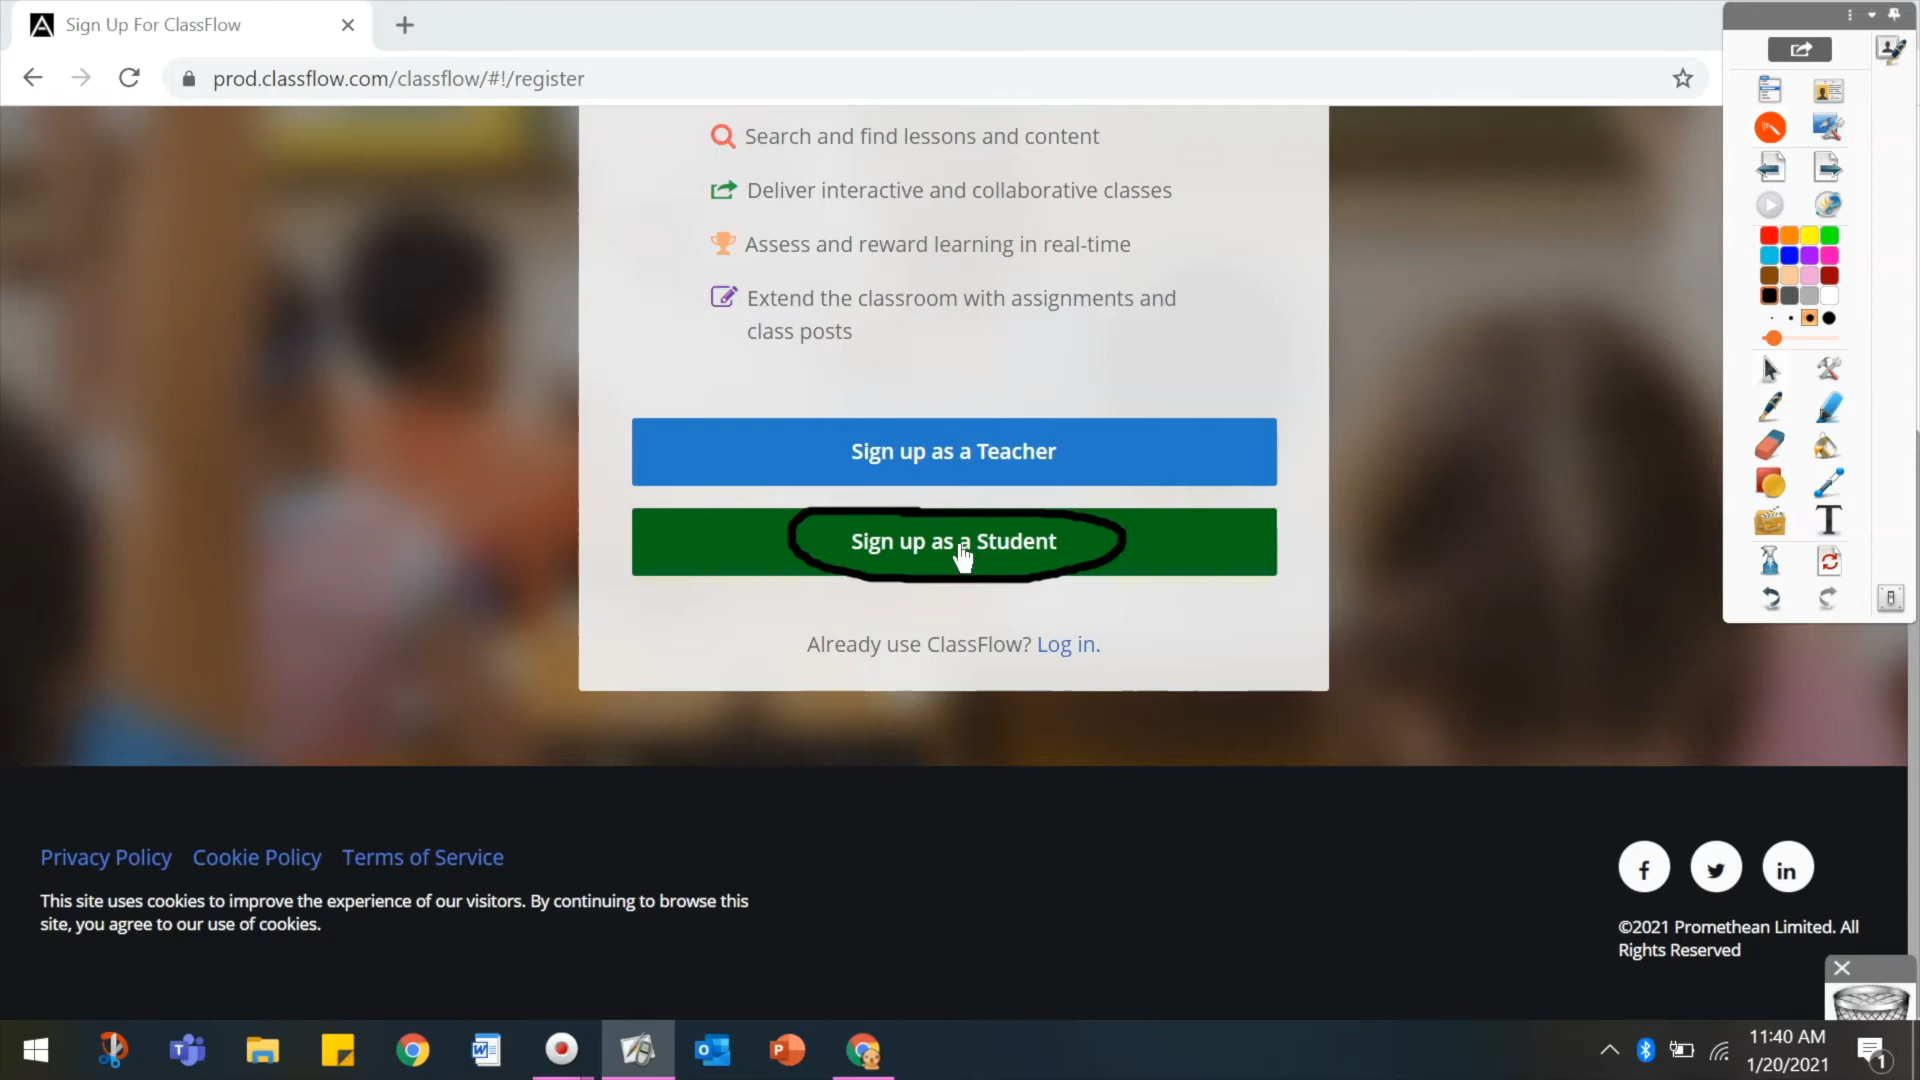 Sign Up For ClassFlow
prod.classflow.com/classflow/#!/register
Search and find lessons and content
Deliver interactive and collaborative classes
Assess and reward learning in real-time
Extend the classroom with assignments and
class posts
Sign up as a Teacher
Sign up as a Student
Already use ClassFlow? Log in.
Privacy Policy Cookie Policy Terms of Service
This site uses cookies to improve the experience of our visitors. By continuing to browse this
site, you agree to our use of cookies.
©2021 Promethean Limited. All
Rights Reserved
11:40 AM
1/20/2021
1